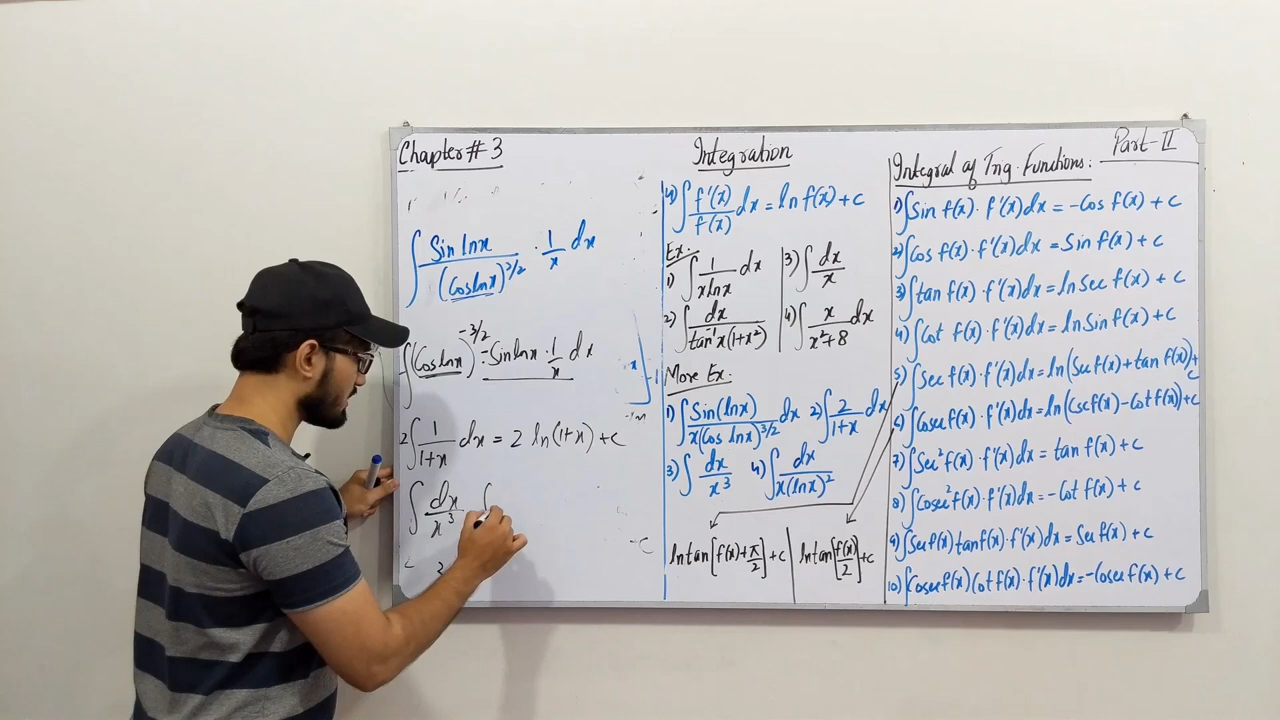 Chapter # 3
∫ Sin lnx / (Coslnx)^3/2 · 1/x dx
∫ (Coslnx)^-3/2 - Sinlnx · 1/x dx
2∫ 1/1+x dx = 2 ln(1+x) + c
∫ dx/x³ ∫
Integration
4) ∫ f'(x)/f(x) dx = ln f(x) + c
Ex:
1) ∫ 1/xlnx dx
3) ∫ dx/x
2) ∫ dx/tan⁻¹x(1+x²)
4) ∫ x/x²+8 dx
More Ex:
1) ∫ Sin(lnx)/x(Cos lnx)^3/2 dx 2) ∫ 2/1+x dx
3) ∫ dx/x³ 4) ∫ dx/x(lnx)²
lntan[f(x)+π/2]+c
lntan[f(x)/2]+c
Part-II
Integral of Trig. Functions:
1) ∫ Sin f(x) · f'(x)dx = -Cos f(x) + c
2) ∫ Cos f(x) · f'(x)dx = Sin f(x) + c
3) ∫ tan f(x) · f'(x)dx = ln Sec f(x) + c
4) ∫ Cot f(x) · f'(x)dx = ln Sin f(x) + c
5) ∫ Sec f(x) · f'(x)dx = ln(Sec f(x) + tan f(x)) + c
6) ∫ Cosec f(x) · f'(x)dx = ln(Csc f(x) - Cot f(x)) + c
7) ∫ Sec² f(x) · f'(x)dx = tan f(x) + c
8) ∫ Cosec² f(x) · f'(x)dx = -Cot f(x) + c
9) ∫ Sec f(x) tan f(x) · f'(x)dx = Sec f(x) + c
10) ∫ Cosec f(x) Cot f(x) · f'(x)dx = -Cosec f(x) + c